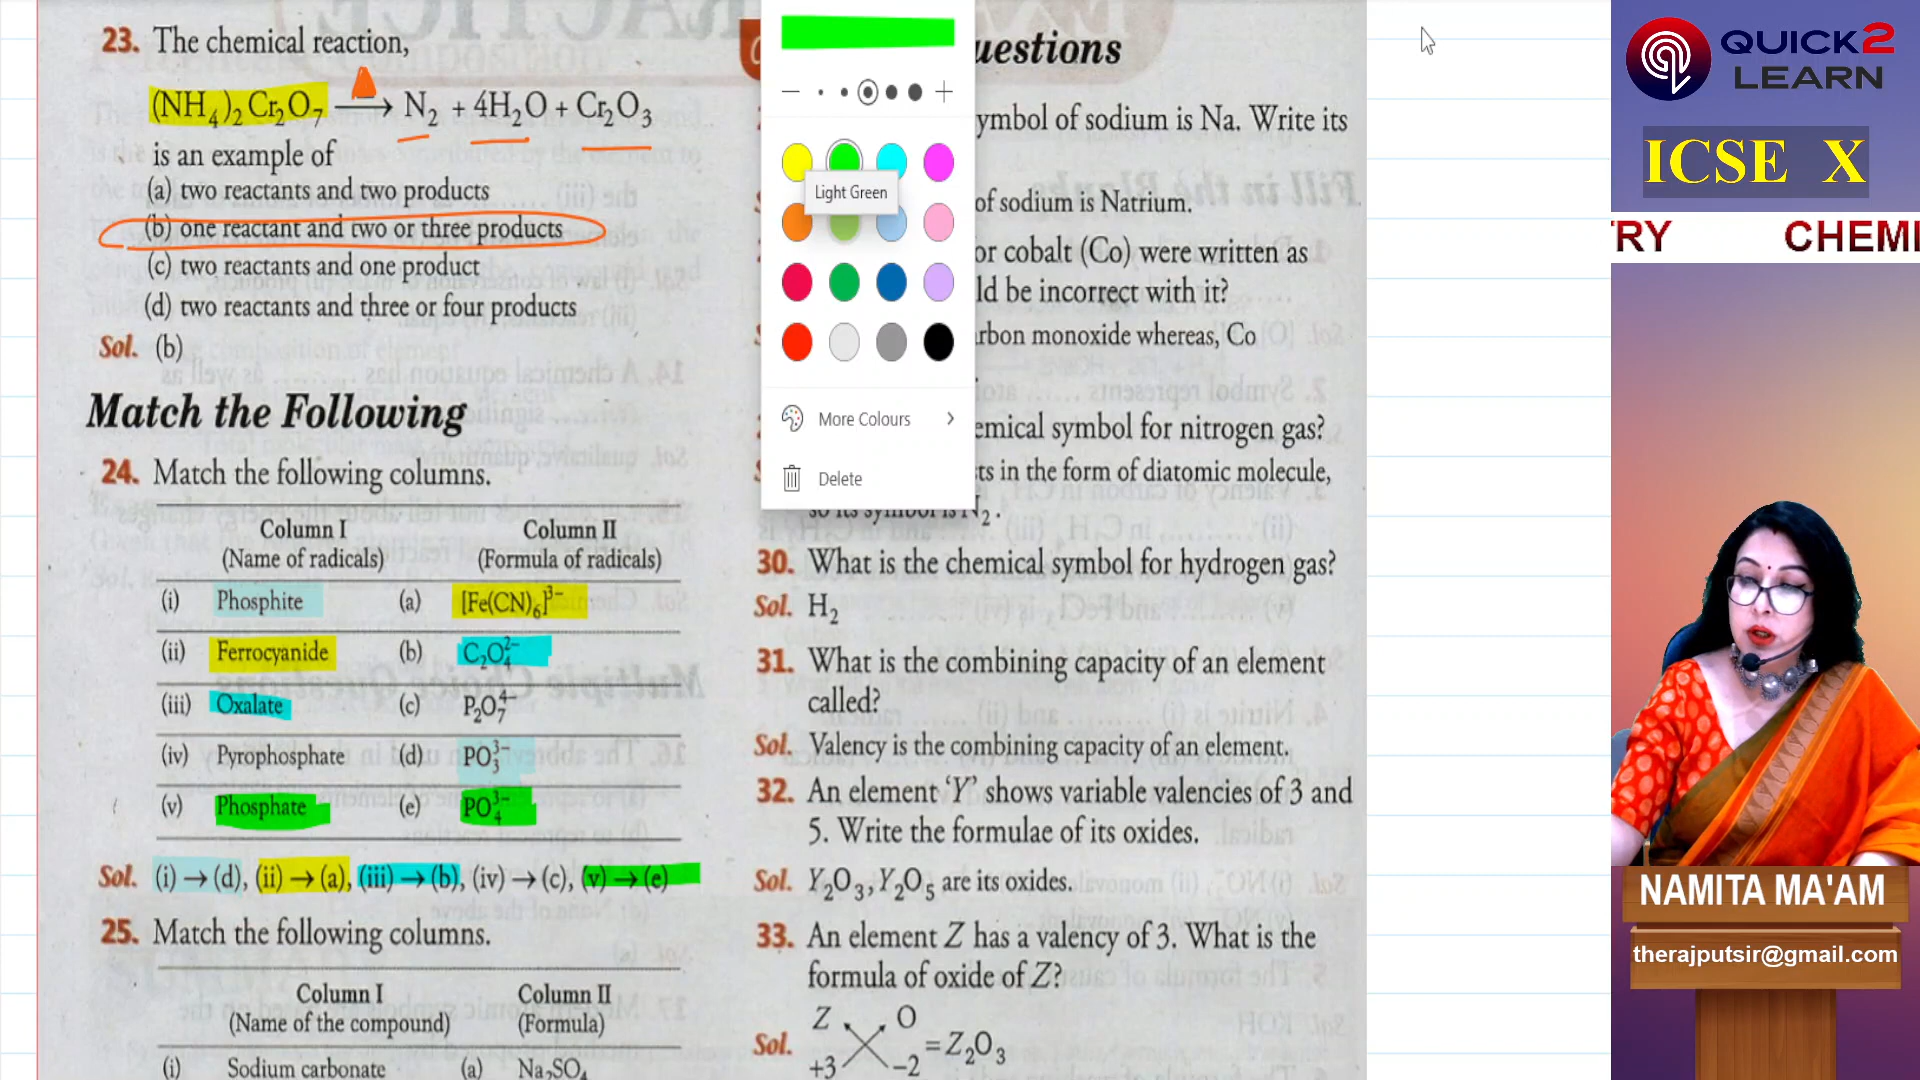 23. The chemical reaction,
(NH₄)₂Cr₂O₇ ⟶ N₂ + 4H₂O + Cr₂O₃
is an example of
(a) two reactants and two products
(b) one reactant and two or three products
(c) two reactants and one product
(d) two reactants and three or four products
Sol. (b)
Match the Following
24. Match the following columns.
Column I Column II
(Name of radicals) (Formula of radicals)
(i) Phosphite (a) [Fe(CN)₆]³⁻
(ii) Ferrocyanide (b) C₂O₄²⁻
(iii) Oxalate (c) P₂O₇⁴⁻
(iv) Pyrophosphate (d) PO₃³⁻
(v) Phosphate (e) PO₄³⁻
Sol. (i) → (d), (ii) → (a), (iii) → (b), (iv) → (c), (v) → (e)
25. Match the following columns.
Column I Column II
(Name of the compound) (Formula)
(i) Sodium carbonate (a) Na₂SO₄
Light Green
More Colours
Delete
uestions
ymbol of sodium is Na. Write its
of sodium is Natrium.
or cobalt (Co) were written as
ld be incorrect with it?
rbon monoxide whereas, Co
emical symbol for nitrogen gas?
ts in the form of diatomic molecule,
so its symbol is N₂.
30. What is the chemical symbol for hydrogen gas?
Sol. H₂
31. What is the combining capacity of an element
called?
Sol. Valency is the combining capacity of an element.
32. An element 'Y' shows variable valencies of 3 and
5. Write the formulae of its oxides.
Sol. Y₂O₃, Y₂O₅ are its oxides.
33. An element Z has a valency of 3. What is the
formula of oxide of Z?
Z O
Sol. = Z₂O₃
+3 −2
QUICK2
LEARN
ICSE X
TRY CHEMI
NAMITA MA'AM
therajputsir@gmail.com